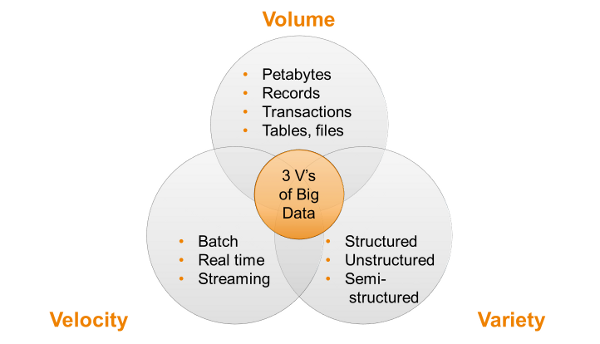 Volume
• Petabytes
• Records
• Transactions
• Tables, files
3 V's
of Big
Data
• Batch
• Real time
• Streaming
• Structured
• Unstructured
• Semi-
structured
Velocity
Variety